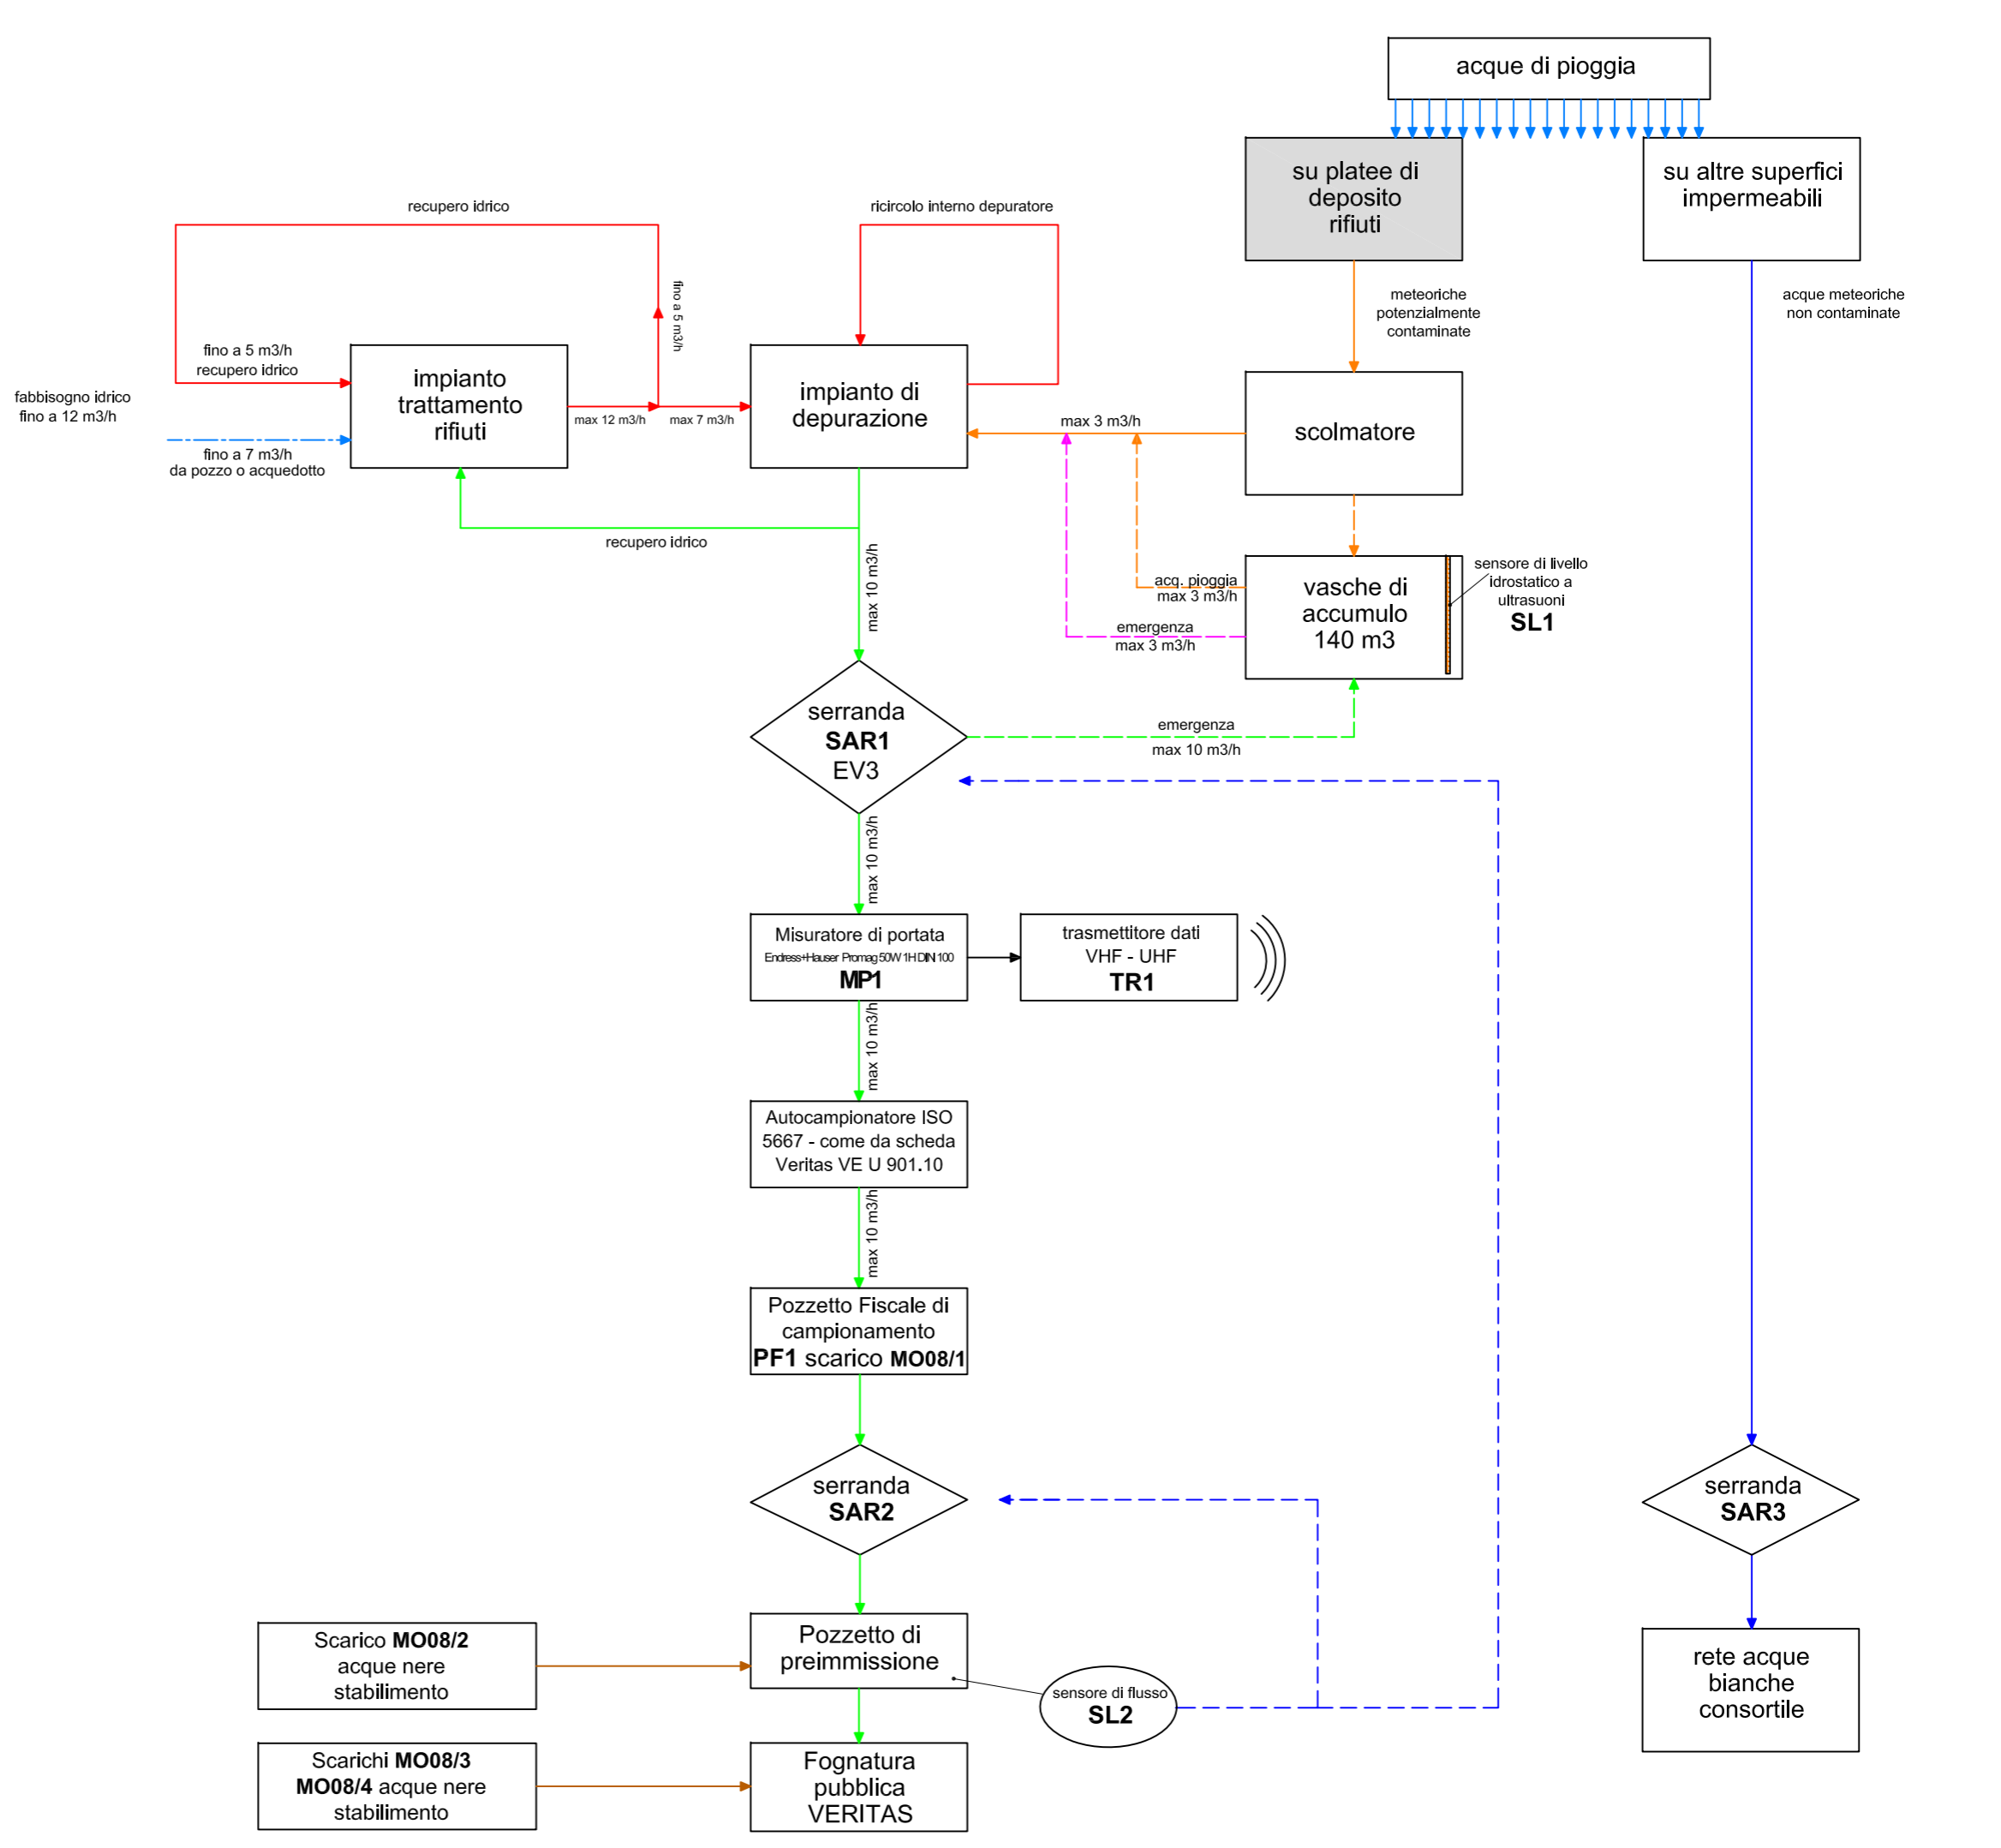 acque di pioggia
su platee di
deposito
rifiuti
su altre superfici
impermeabili
recupero idrico
ricircolo interno depuratore
fino a 5 m3/h
meteoriche
potenzialmente
contaminate
acque meteoriche
non contaminate
fino a 5 m3/h
recupero idrico
fabbisogno idrico
fino a 12 m3/h
fino a 7 m3/h
da pozzo o acquedotto
impianto
trattamento
rifiuti
max 12 m3/h
max 7 m3/h
impianto di
depurazione
max 3 m3/h
scolmatore
recupero idrico
max 10 m3/h
acq. pioggia
max 3 m3/h
emergenza
max 3 m3/h
vasche di
accumulo
140 m3
sensore di livello
idrostatico a
ultrasuoni
SL1
serranda
SAR1
EV3
emergenza
max 10 m3/h
max 10 m3/h
Misuratore di portata
Endress+Hauser Promag 50W 1H DIN 100
MP1
trasmettitore dati
VHF - UHF
TR1
max 10 m3/h
Autocampionatore ISO
5667 - come da scheda
Veritas VE U 901.10
max 10 m3/h
Pozzetto Fiscale di
campionamento
PF1 scarico MO08/1
serranda
SAR2
serranda
SAR3
Scarico MO08/2
acque nere
stabilimento
Pozzetto di
preimmissione
sensore di flusso
SL2
rete acque
bianche
consortile
Scarichi MO08/3
MO08/4 acque nere
stabilimento
Fognatura
pubblica
VERITAS